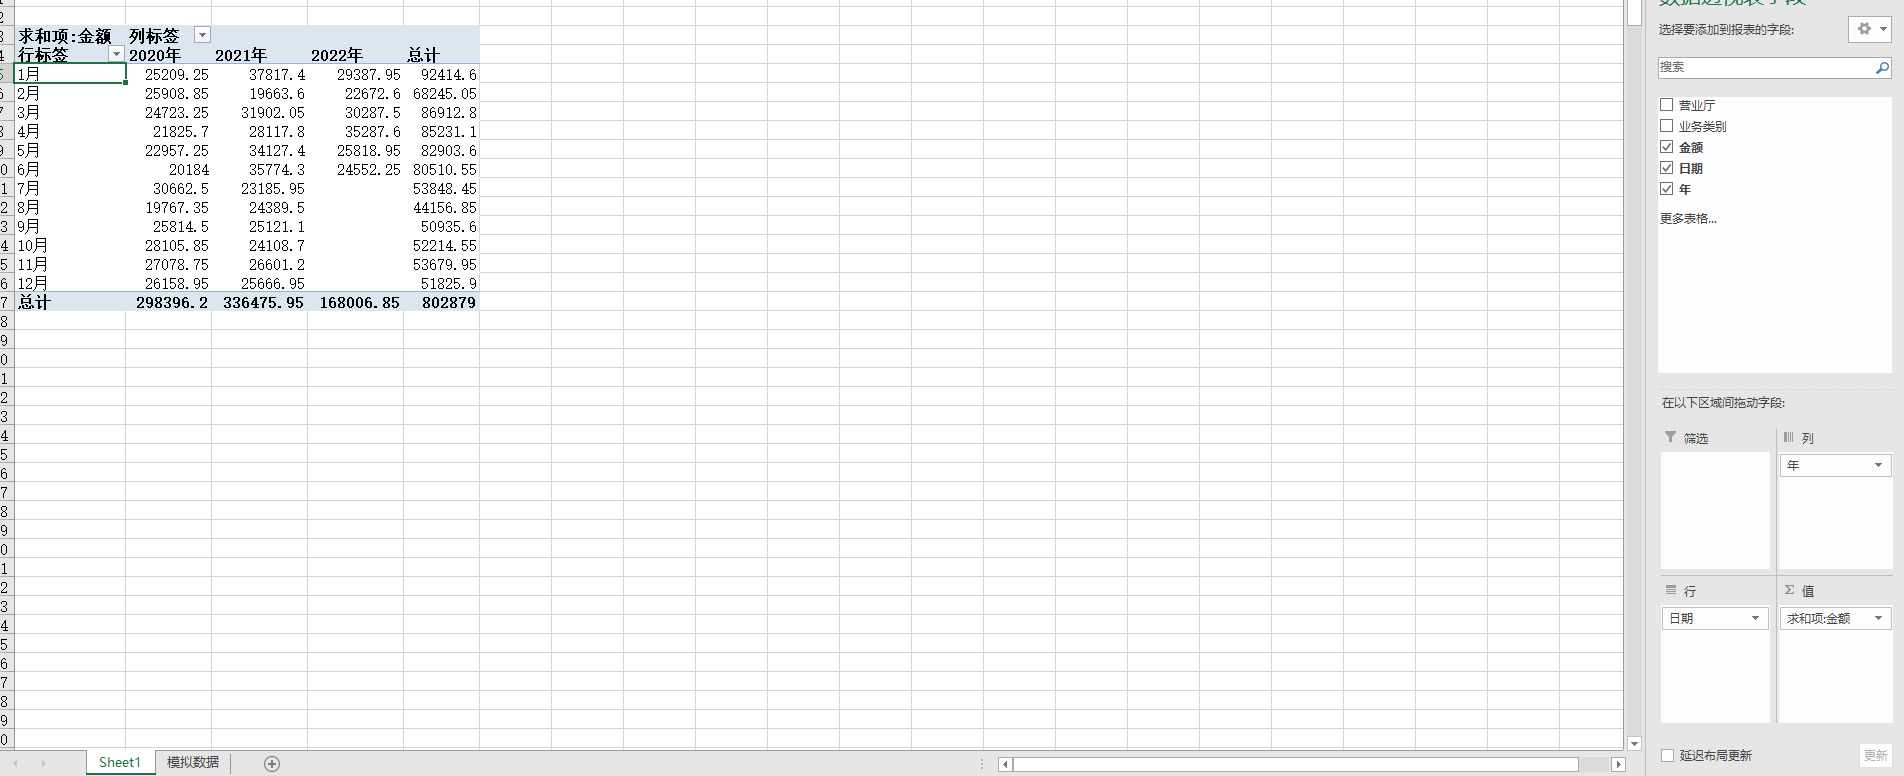 求和项:金额 列标签
行标签 2020年 2021年 2022年 总计
1月 25209.25 37817.4 29387.95 92414.6
2月 25908.85 19663.6 22672.6 68245.05
3月 24723.25 31902.05 30287.5 86912.8
4月 21825.7 28117.8 35287.6 85231.1
5月 22957.25 34127.4 25818.95 82903.6
6月 20184 35774.3 24552.25 80510.55
7月 30662.5 23185.95 53848.45
8月 19767.35 24389.5 44156.85
9月 25814.5 25121.1 50935.6
10月 28105.85 24108.7 52214.55
11月 27078.75 26601.2 53679.95
12月 26158.95 25666.95 51825.9
总计 298396.2 336475.95 168006.85 802879
Sheet1 模拟数据
数据透视表字段
选择要添加到报表的字段:
搜索
营业厅
业务类别
金额
日期
年
更多表格...
在以下区域间拖动字段:
筛选
列
年
行
Σ 值
日期
求和项:金额
延迟布局更新
更新